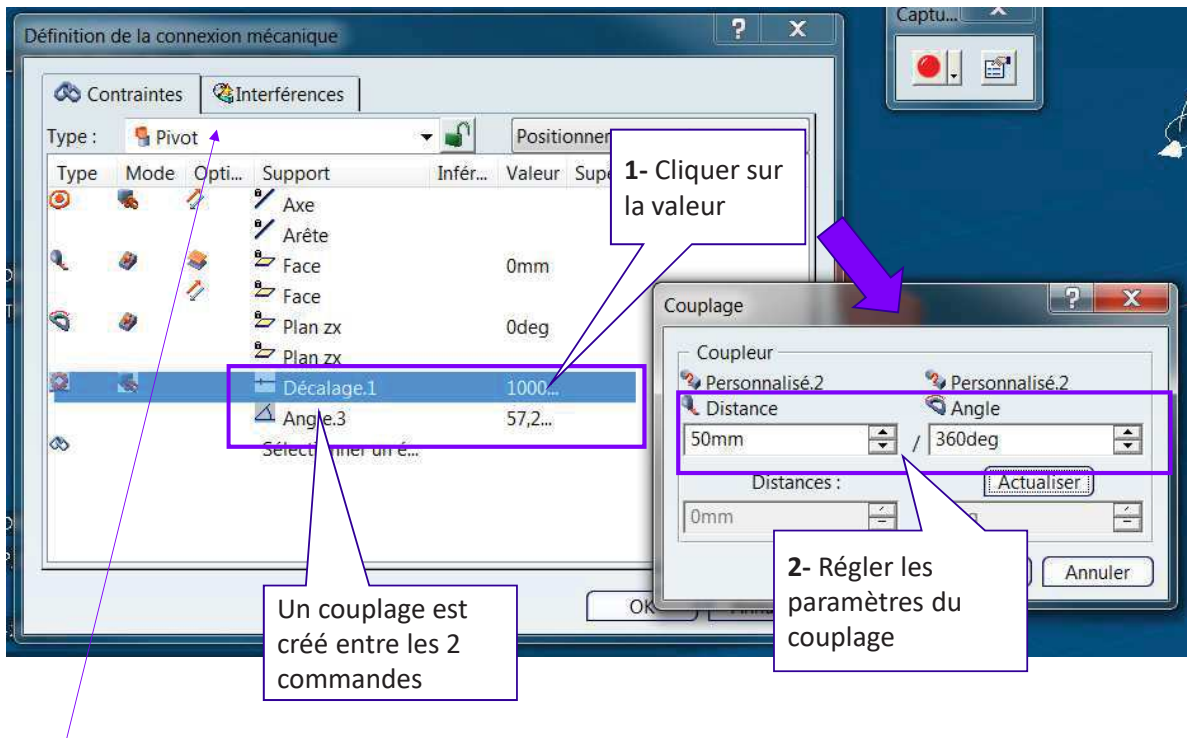 Définition de la connexion mécanique
Captu...
Contraintes
Interférences
Type :
Pivot
Type Mode Opti... Support Infér... Valeur
Axe
Arête
Face 0mm
Face
Plan zx 0deg
Plan zx
Décalage.1 1000...
Angle.3 57,2...
OK
1- Cliquer sur
la valeur
Couplage
Coupleur
Personnalisé.2 Personnalisé.2
Distance Angle
50mm / 360deg
Distances : Actualiser
0mm
Annuler
Un couplage est
créé entre les 2
commandes
2- Régler les
paramètres du
couplage